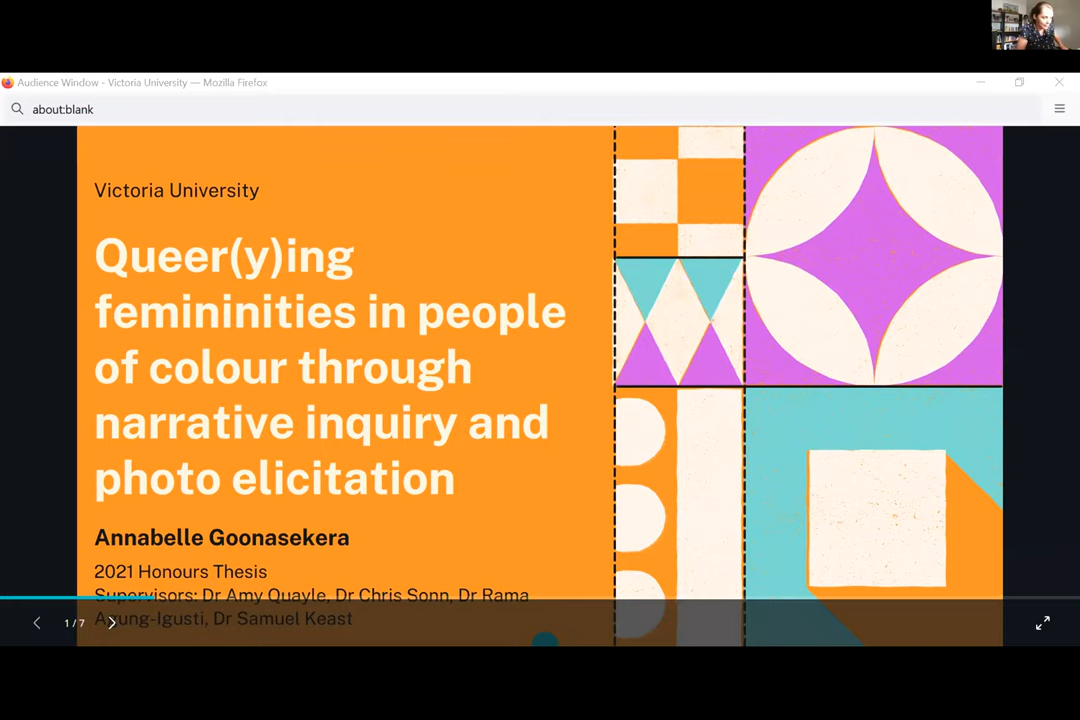 Audience Window - Victoria University — Mozilla Firefox
about:blank
Victoria University
Queer(y)ing
femininities in people
of colour through
narrative inquiry and
photo elicitation
Annabelle Goonasekera
2021 Honours Thesis
Supervisors: Dr Amy Quayle, Dr Chris Sonn, Dr Rama
Agung-Igusti, Dr Samuel Keast
1 / 7